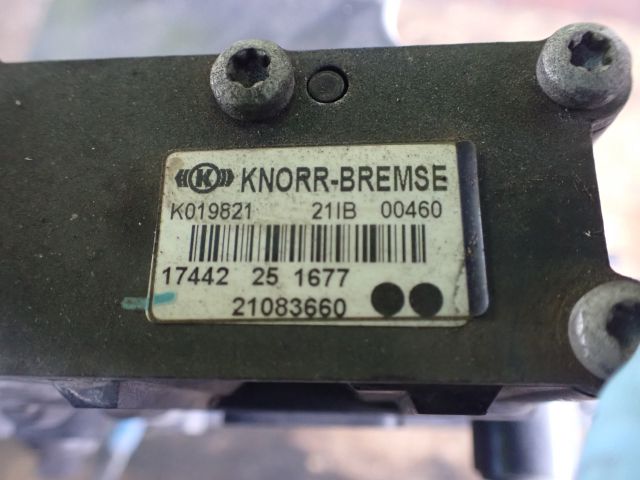 KNORR-BREMSE
K019821 21IB 00460
17442 25 1677
21083660